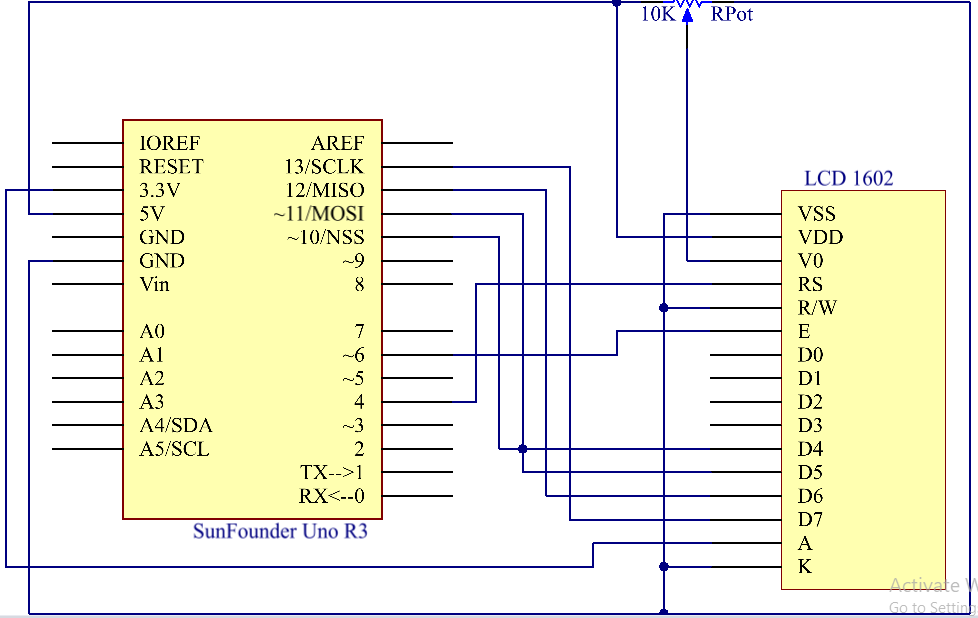 10K RPot
IOREF
RESET
3.3V
5V
GND
GND
Vin
A0
A1
A2
A3
A4/SDA
A5/SCL
AREF
13/SCLK
12/MISO
~11/MOSI
~10/NSS
~9
8
7
~6
~5
4
~3
2
TX-->1
RX<--0
SunFounder Uno R3
LCD 1602
VSS
VDD
V0
RS
R/W
E
D0
D1
D2
D3
D4
D5
D6
D7
A
K
Activate W
Go to Setting